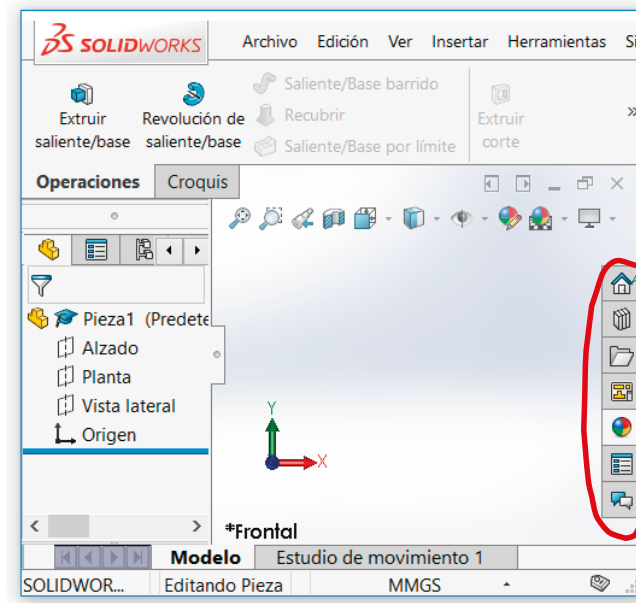 SOLIDWORKS
Archivo Edición Ver Insertar Herramientas
Extruir saliente/base
Revolución de saliente/base
Saliente/Base barrido
Recubrir
Saliente/Base por límite
Extruir corte
Operaciones Croquis
Pieza1 (Predete
Alzado
Planta
Vista lateral
Origen
Y
X
*Frontal
Modelo Estudio de movimiento 1
SOLIDWOR... Editando Pieza MMGS